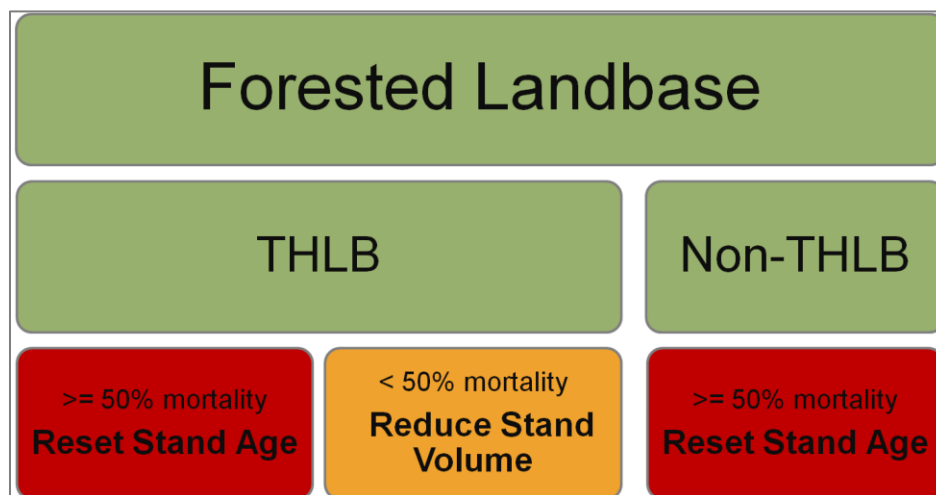 Forested Landbase
THLB
Non-THLB
>= 50% mortality
Reset Stand Age
< 50% mortality
Reduce Stand
Volume
>= 50% mortality
Reset Stand Age